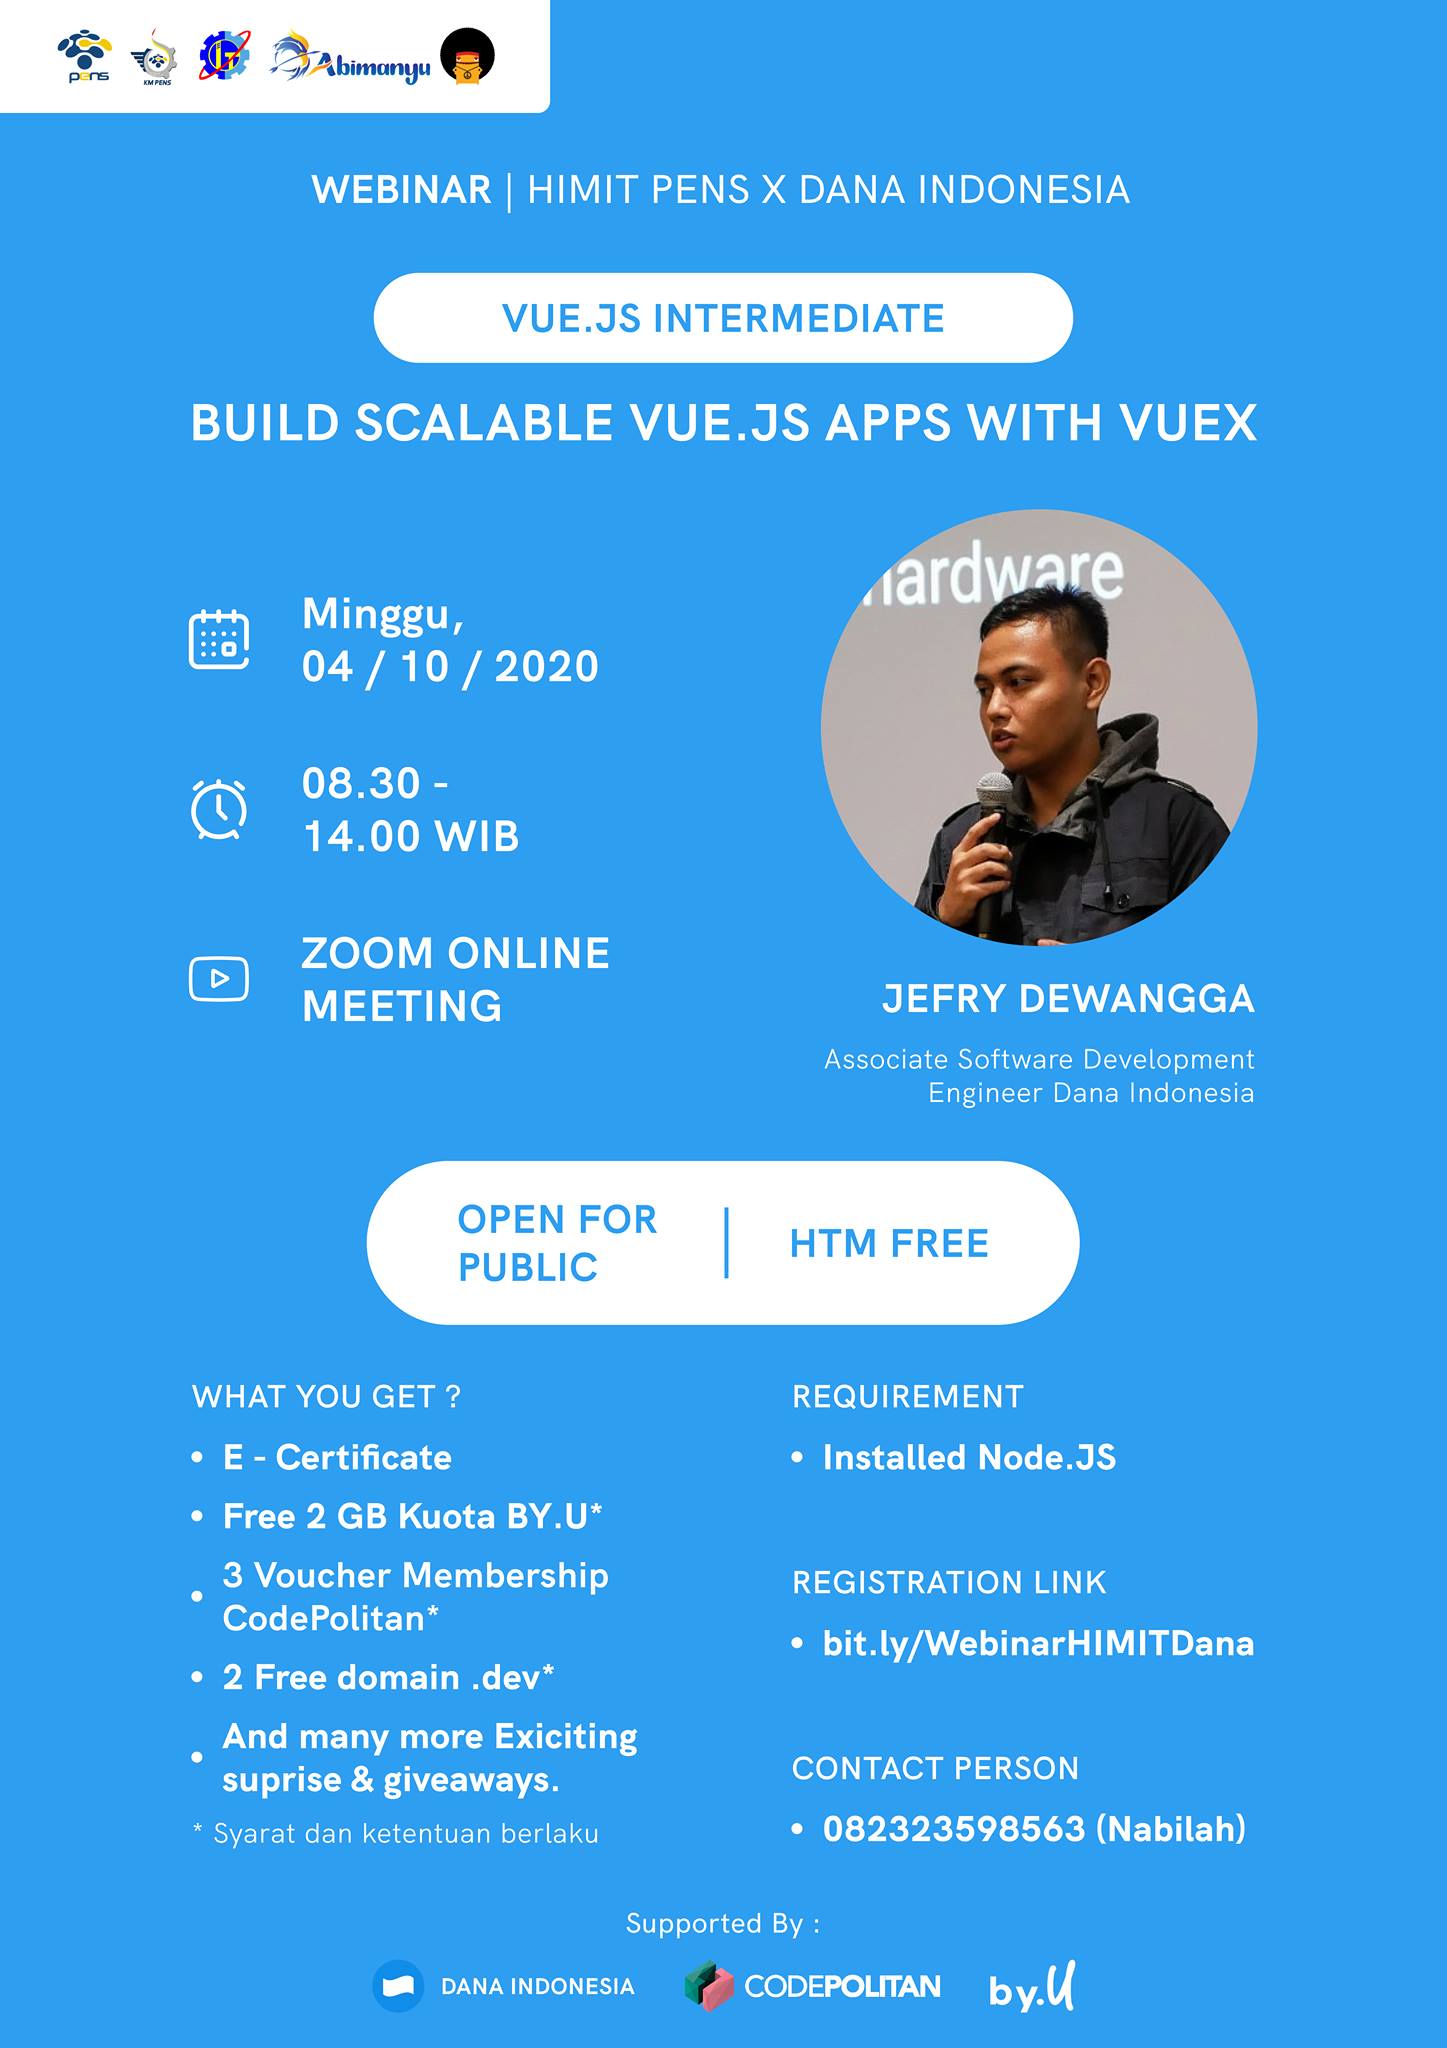 pens
KM PENS
IT
Abimanyu
WEBINAR | HIMIT PENS X DANA INDONESIA
VUE.JS INTERMEDIATE
BUILD SCALABLE VUE.JS APPS WITH VUEX
hardware
Minggu,
04 / 10 / 2020
08.30 -
14.00 WIB
ZOOM ONLINE
MEETING
JEFRY DEWANGGA
Associate Software Development
Engineer Dana Indonesia
OPEN FOR
PUBLIC
HTM FREE
WHAT YOU GET ?
• E - Certificate
• Free 2 GB Kuota BY.U*
• 3 Voucher Membership
CodePolitan*
• 2 Free domain .dev*
• And many more Exiciting
suprise & giveaways.
* Syarat dan ketentuan berlaku
REQUIREMENT
• Installed Node.JS
REGISTRATION LINK
• bit.ly/WebinarHIMITDana
CONTACT PERSON
• 082323598563 (Nabilah)
Supported By :
DANA INDONESIA
CODEPOLITAN
by.U